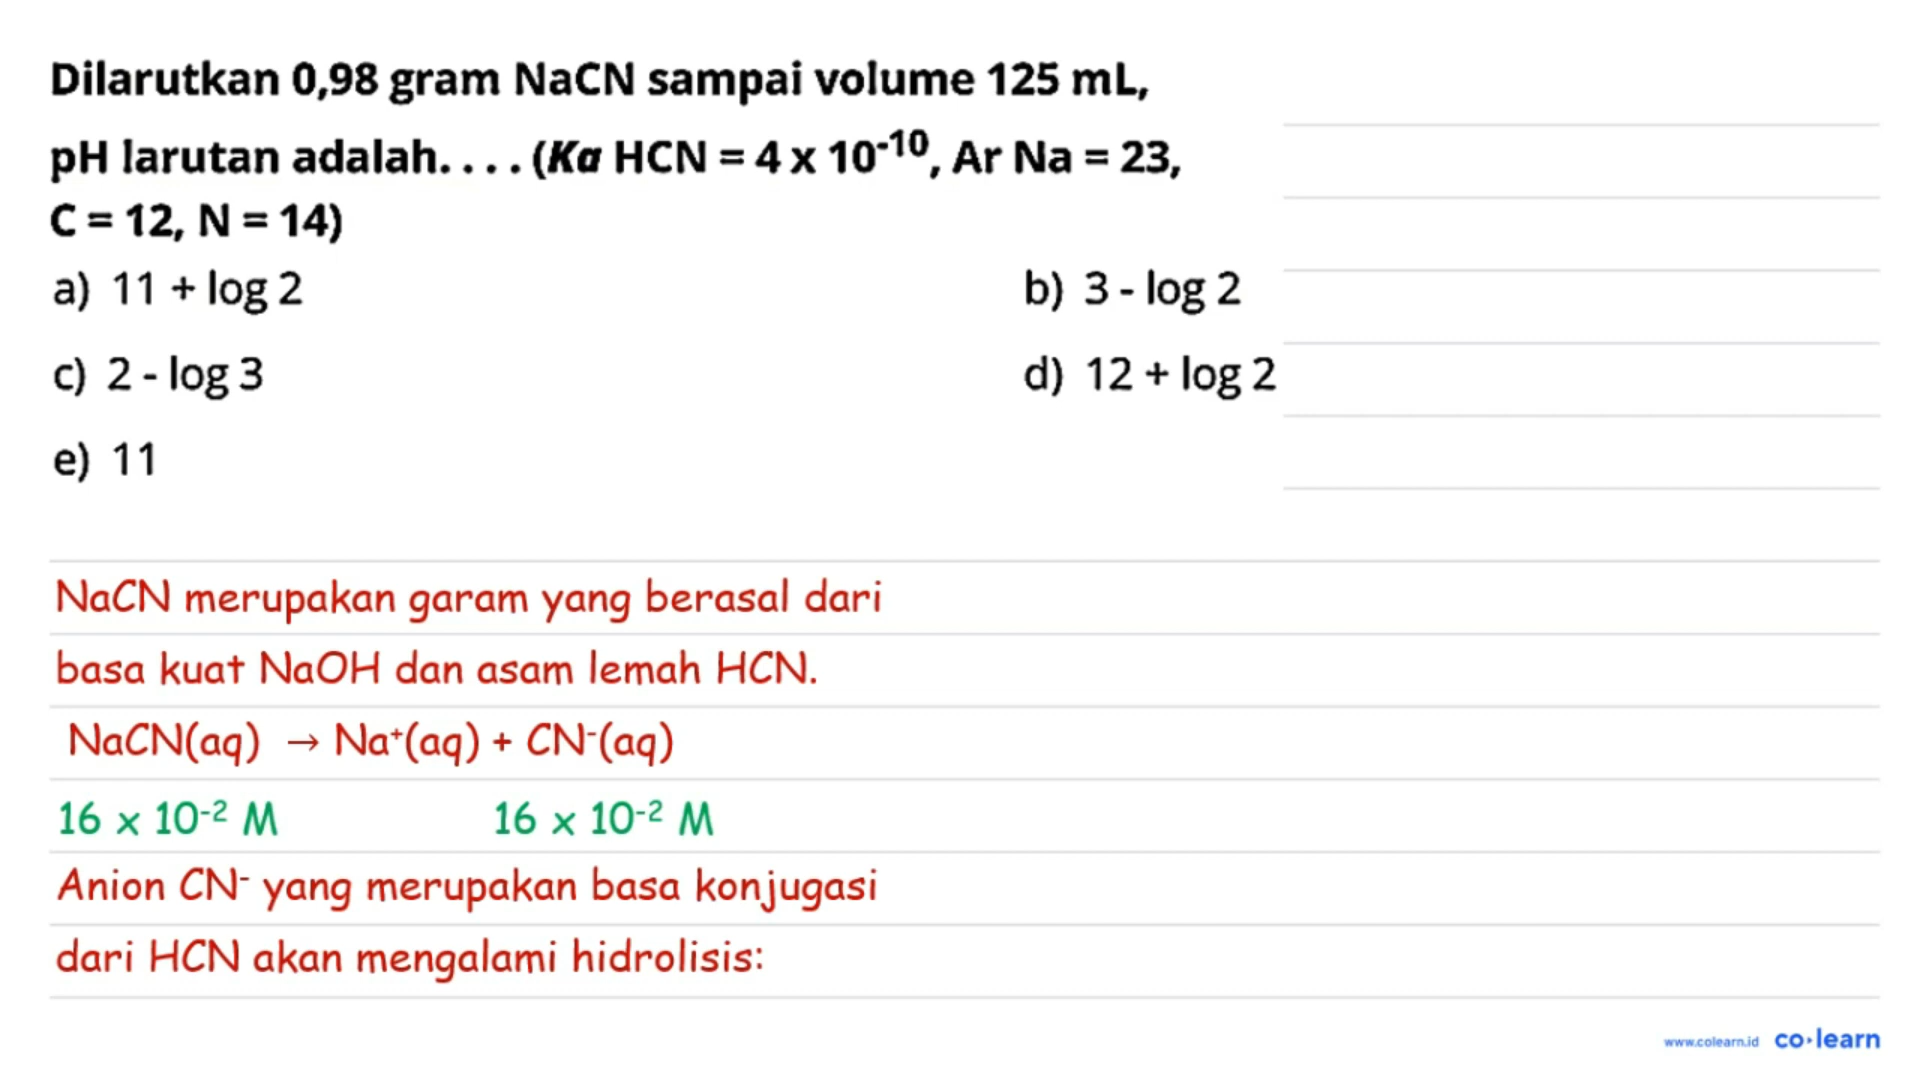 Dilarutkan 0,98 gram NaCN sampai volume 125 mL,
pH larutan adalah. . . . (Ka HCN = 4 x 10⁻¹⁰, Ar Na = 23,
C = 12, N = 14)
a) 11 + log 2
b) 3 - log 2
c) 2 - log 3
d) 12 + log 2
e) 11
NaCN merupakan garam yang berasal dari
basa kuat NaOH dan asam lemah HCN.
NaCN(aq) → Na⁺(aq) + CN⁻(aq)
16 x 10⁻² M 16 x 10⁻² M
Anion CN⁻ yang merupakan basa konjugasi
dari HCN akan mengalami hidrolisis:
www.colearn.id co·learn